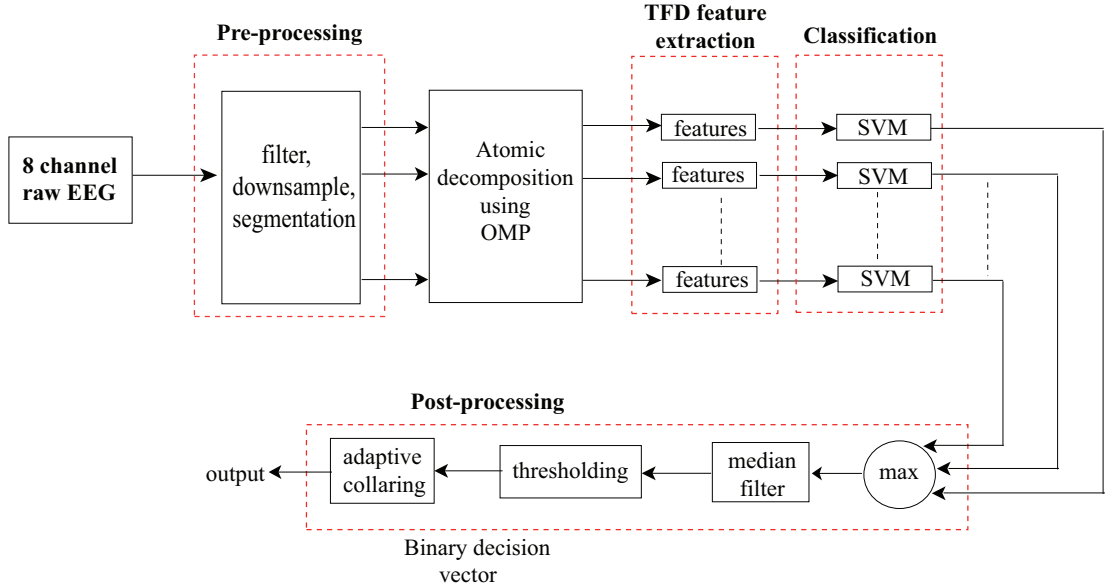 Pre-processing
TFD feature
extraction
Classification
8 channel
raw EEG
filter,
downsample,
segmentation
Atomic
decomposition
using
OMP
features
SVM
features
SVM
features
SVM
Post-processing
output
adaptive
collaring
thresholding
median
filter
max
Binary decision
vector